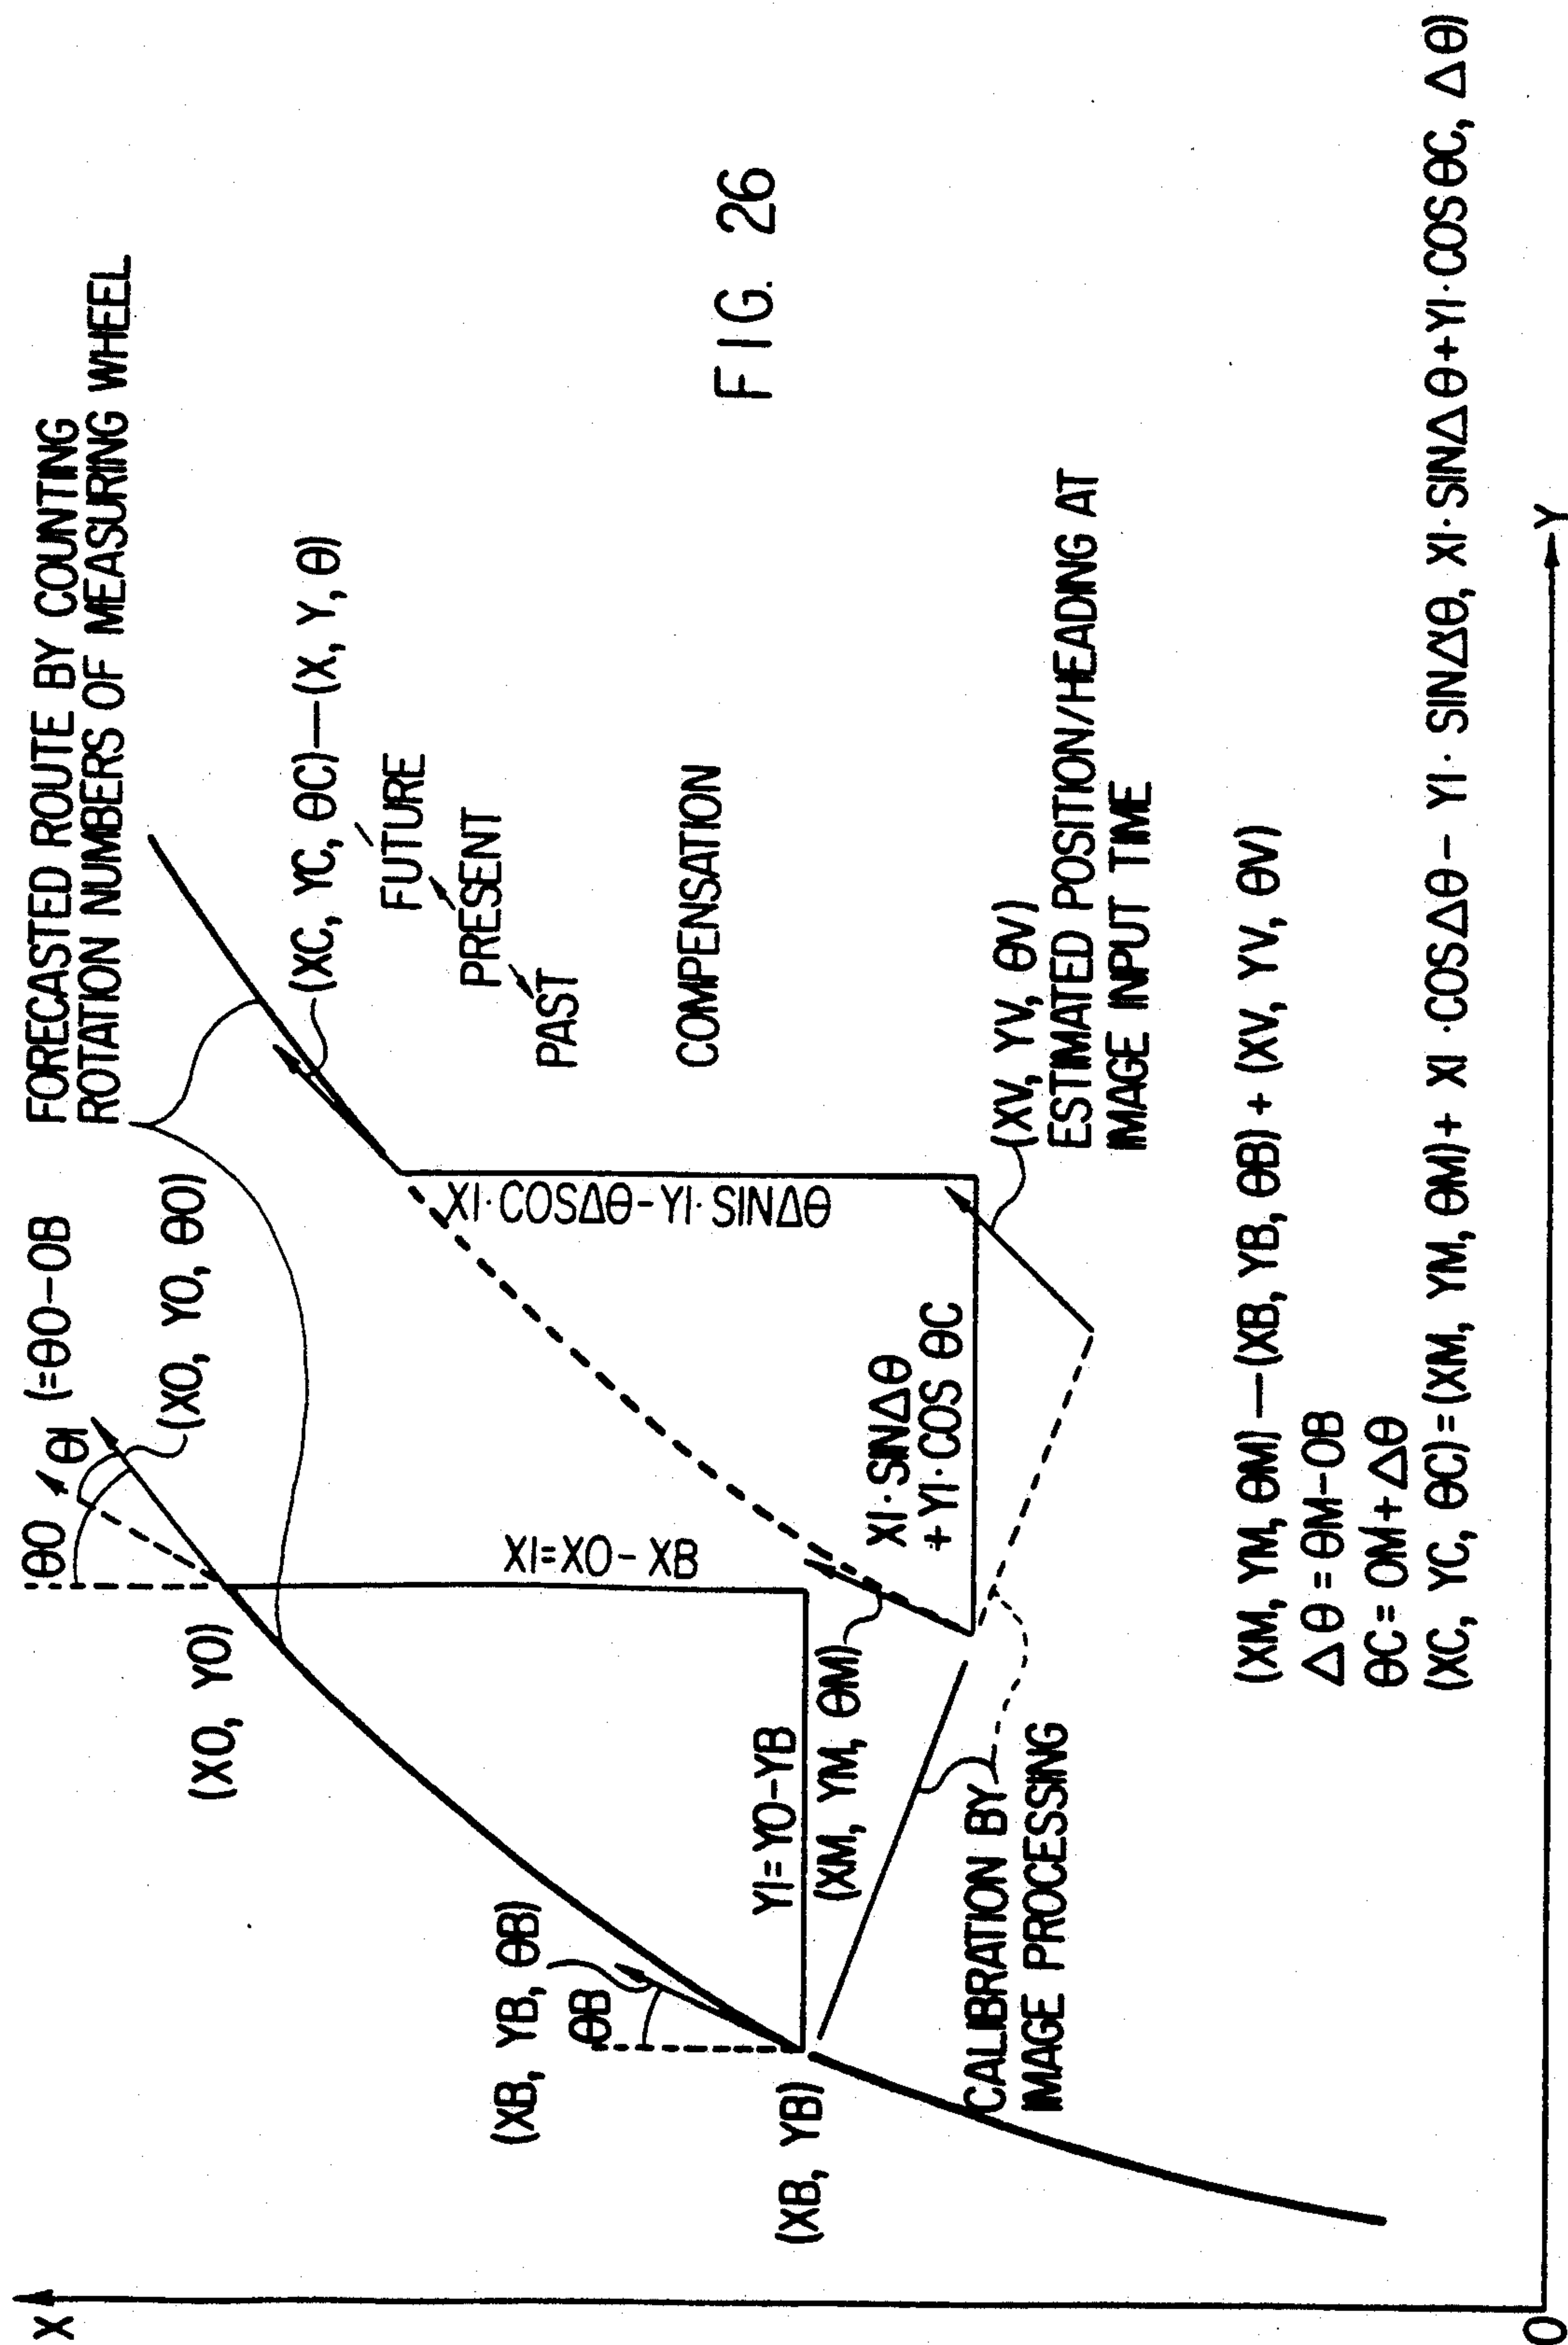 FORECASTED ROUTE BY COUNTING
ROTATION NUMBERS OF MEASURING WHEEL
X
θO
θI
(=θO-OB
(XO, YO, θO)
(XO, YO)
(XC, YC, θC)—(X, Y, θ)
FUTURE
PRESENT
PAST
COMPENSATION
FIG. 26
(XB, YB, θB)
θB
(XB, YB)
XI=XO-XB
YI=YO-YB
(XM, YM, θM)
XI·COSΔθ-YI·SINΔθ
XI·SINΔθ
+YI·COS θC
(XV, YV, θV)
ESTIMATED POSITION/HEADING AT
IMAGE INPUT TIME
CALIBRATION BY
IMAGE PROCESSING
(XM, YM, θM)—(XB, YB, θB)+(XV, YV, θV)
Δθ=θM-OB
θC=OM+Δθ
(XC, YC, θC)=(XM, YM, θM)+ XI·COSΔθ- YI·SINΔθ, XI·SINΔθ+YI·COSθC, Δθ)
O
Y